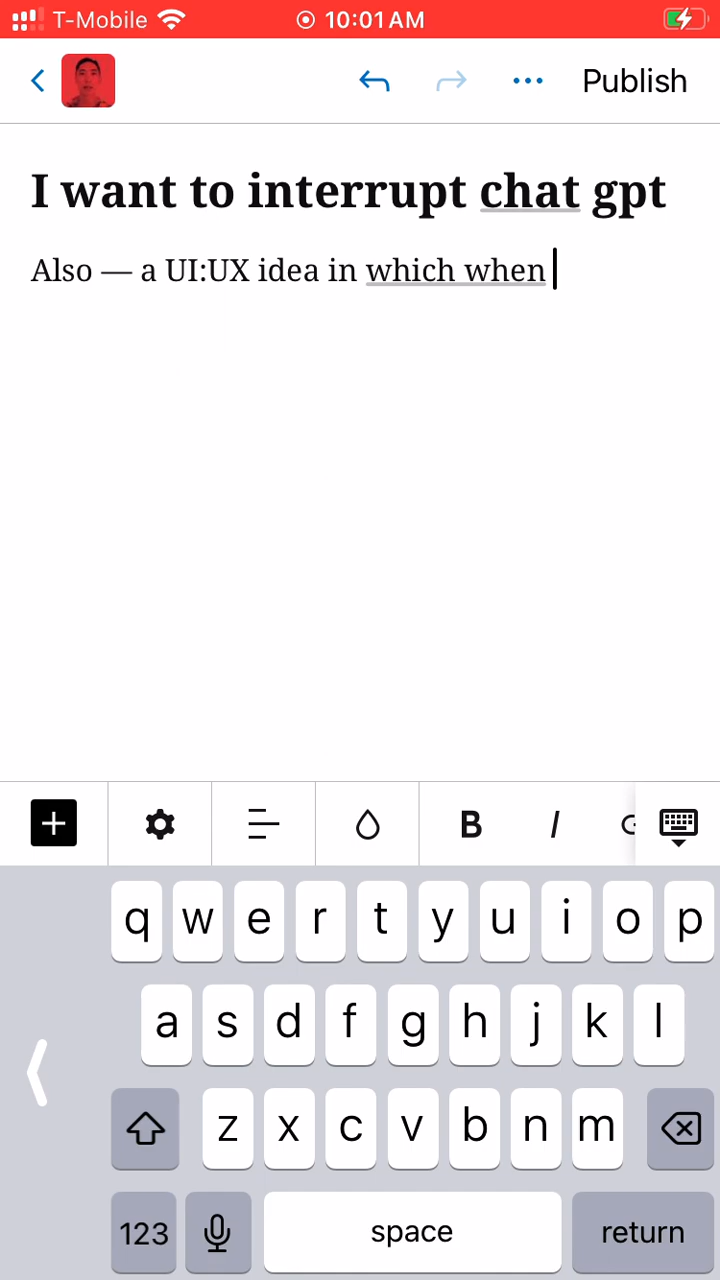 T-Mobile 10:01 AM
Publish
I want to interrupt chat gpt
Also — a UI:UX idea in which when
B I
q w e r t y u i o p
a s d f g h j k l
z x c v b n m
123 space return